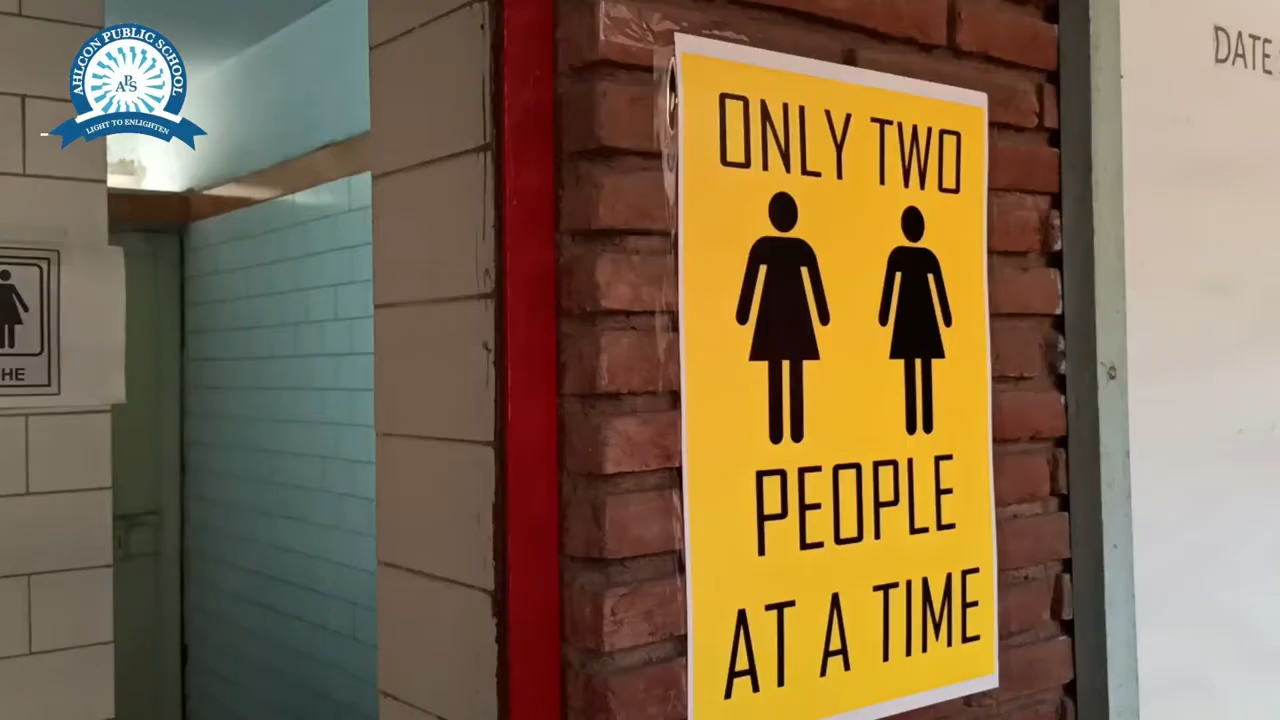 AHLCON PUBLIC SCHOOL
APS
LIGHT TO ENLIGHTEN
ONLY TWO
PEOPLE
AT A TIME
HE
DATE